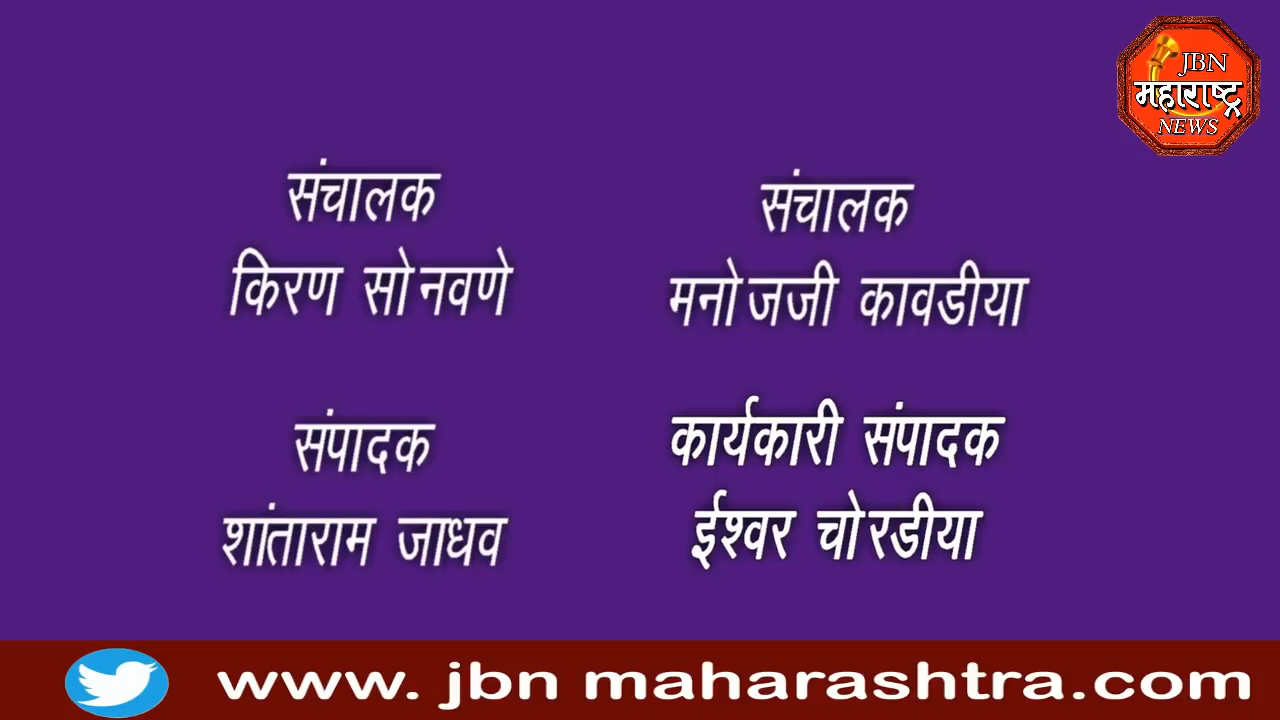 JBN
महाराष्ट्र
NEWS
संचालक
किरण सोनवणे
संचालक
मनोजजी कावडीया
संपादक
शांताराम जाधव
कार्यकारी संपादक
ईश्वर चोरडीया
www. jbn maharashtra.com